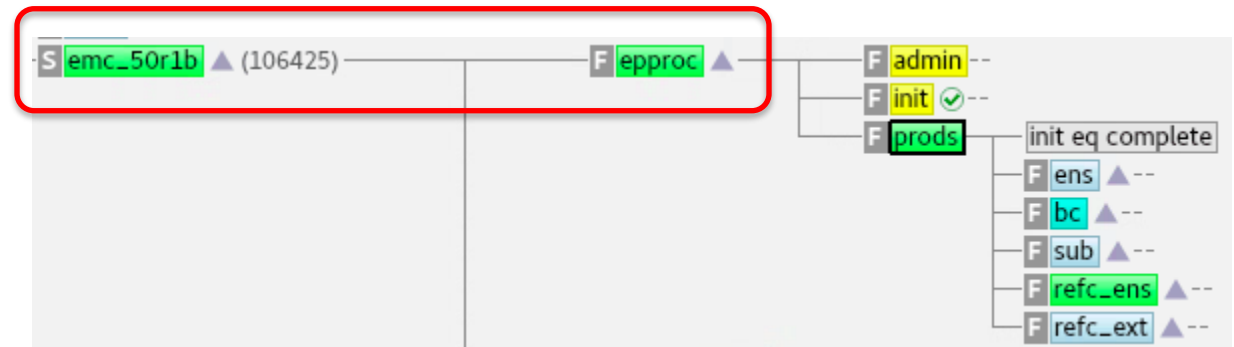 S emc_50r1b (106425) F epproc F admin
F init
F prods init eq complete
F ens
F bc
F sub
F refc_ens
F refc_ext